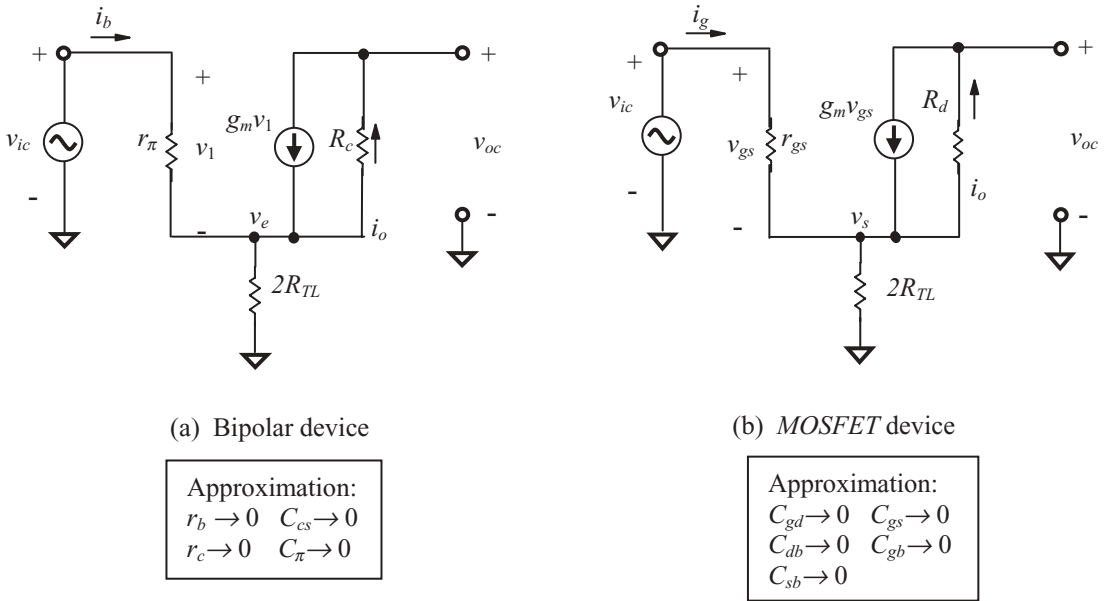 i_b
+
v_ic
-
r_π
+
v_1
-
g_m v_1
R_c
i_o
v_e
2R_TL
+
v_oc
-
i_g
+
v_ic
-
+
v_gs
-
r_gs
g_m v_gs
R_d
i_o
v_s
2R_TL
+
v_oc
-
(a) Bipolar device
(b) MOSFET device
Approximation:
r_b → 0 C_cs → 0
r_c → 0 C_π → 0
Approximation:
C_gd → 0 C_gs → 0
C_db → 0 C_gb → 0
C_sb → 0